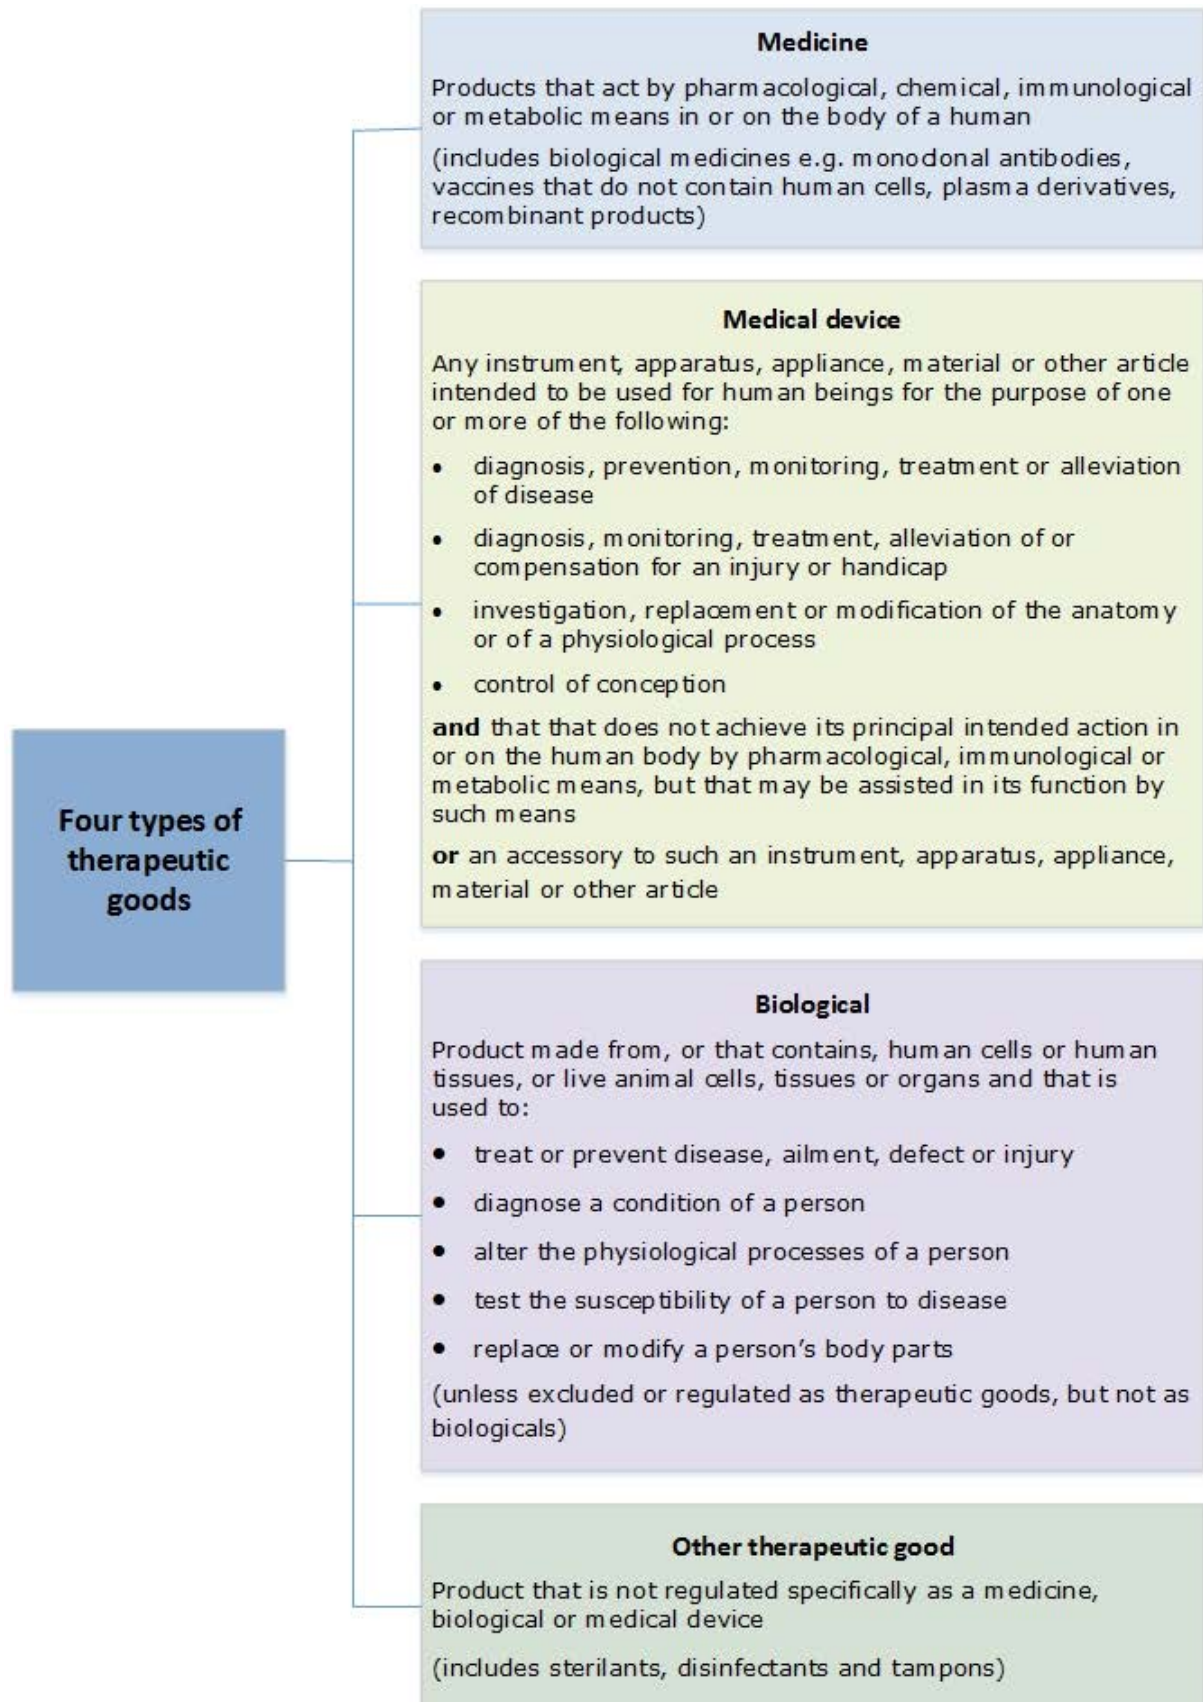 Four types of
therapeutic
goods
Medicine
Products that act by pharmacological, chemical, immunological
or metabolic means in or on the body of a human
(includes biological medicines e.g. monoclonal antibodies,
vaccines that do not contain human cells, plasma derivatives,
recombinant products)
Medical device
Any instrument, apparatus, appliance, material or other article
intended to be used for human beings for the purpose of one
or more of the following:
• diagnosis, prevention, monitoring, treatment or alleviation
of disease
• diagnosis, monitoring, treatment, alleviation of or
compensation for an injury or handicap
• investigation, replacement or modification of the anatomy
or of a physiological process
• control of conception
and that that does not achieve its principal intended action in
or on the human body by pharmacological, immunological or
metabolic means, but that may be assisted in its function by
such means
or an accessory to such an instrument, apparatus, appliance,
material or other article
Biological
Product made from, or that contains, human cells or human
tissues, or live animal cells, tissues or organs and that is
used to:
• treat or prevent disease, ailment, defect or injury
• diagnose a condition of a person
• alter the physiological processes of a person
• test the susceptibility of a person to disease
• replace or modify a person's body parts
(unless excluded or regulated as therapeutic goods, but not as
biologicals)
Other therapeutic good
Product that is not regulated specifically as a medicine,
biological or medical device
(includes sterilants, disinfectants and tampons)